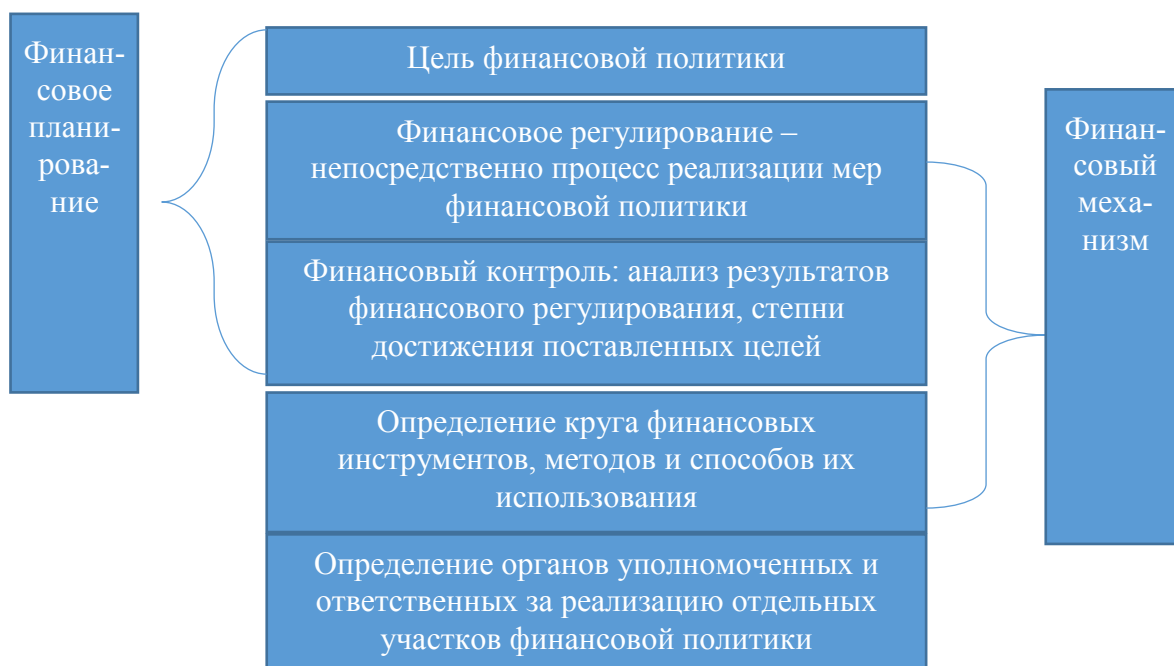 Финан-
совое
плани-
рова-
ние
Цель финансовой политики
Финансовое регулирование –
непосредственно процесс реализации мер
финансовой политики
Финансовый контроль: анализ результатов
финансового регулирования, степни
достижения поставленных целей
Определение круга финансовых
инструментов, методов и способов их
использования
Определение органов уполномоченных и
ответственных за реализацию отдельных
участков финансовой политики
Финан-
совый
меха-
низм